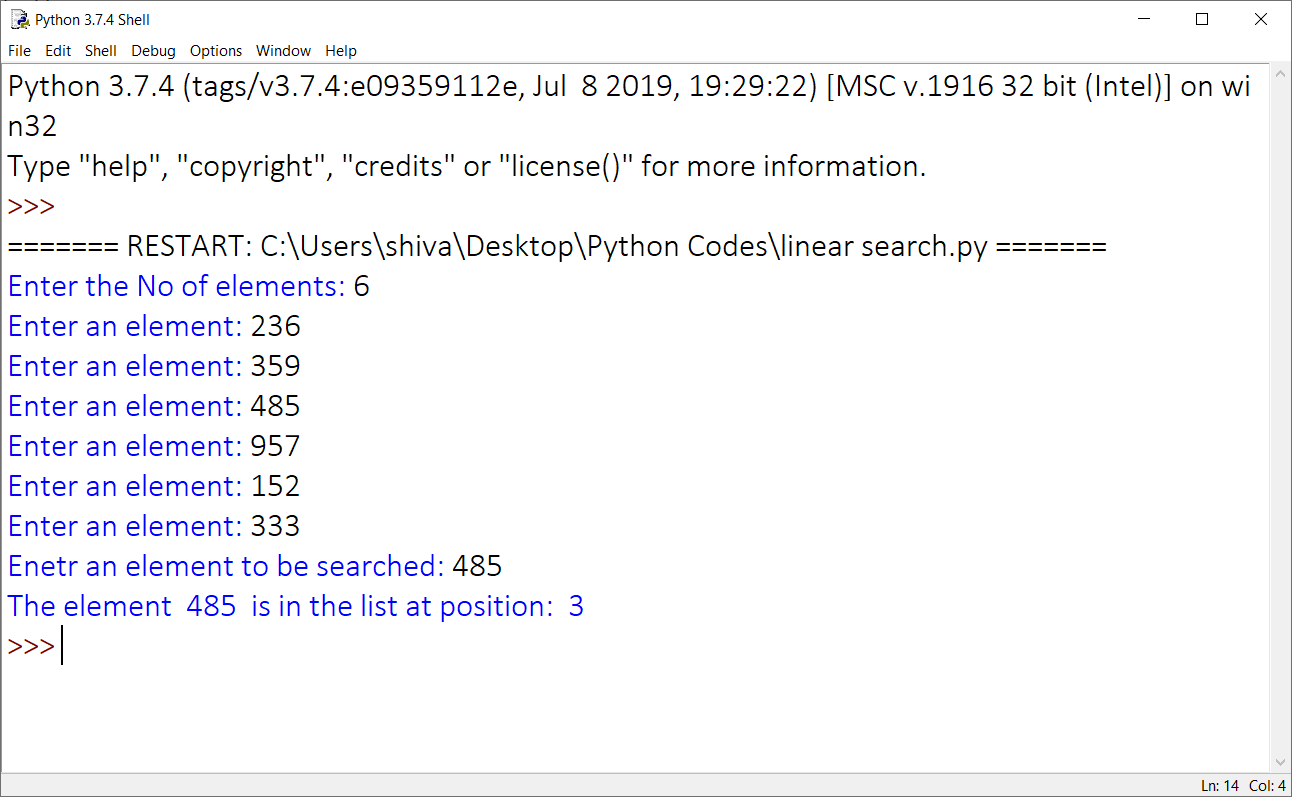 Python 3.7.4 Shell
File Edit Shell Debug Options Window Help
Python 3.7.4 (tags/v3.7.4:e09359112e, Jul  8 2019, 19:29:22) [MSC v.1916 32 bit (Intel)] on wi
n32
Type "help", "copyright", "credits" or "license()" for more information.
>>>
======= RESTART: C:\Users\shiva\Desktop\Python Codes\linear search.py =======
Enter the No of elements: 6
Enter an element: 236
Enter an element: 359
Enter an element: 485
Enter an element: 957
Enter an element: 152
Enter an element: 333
Enetr an element to be searched: 485
The element  485  is in the list at position:  3
>>>
Ln: 14 Col: 4